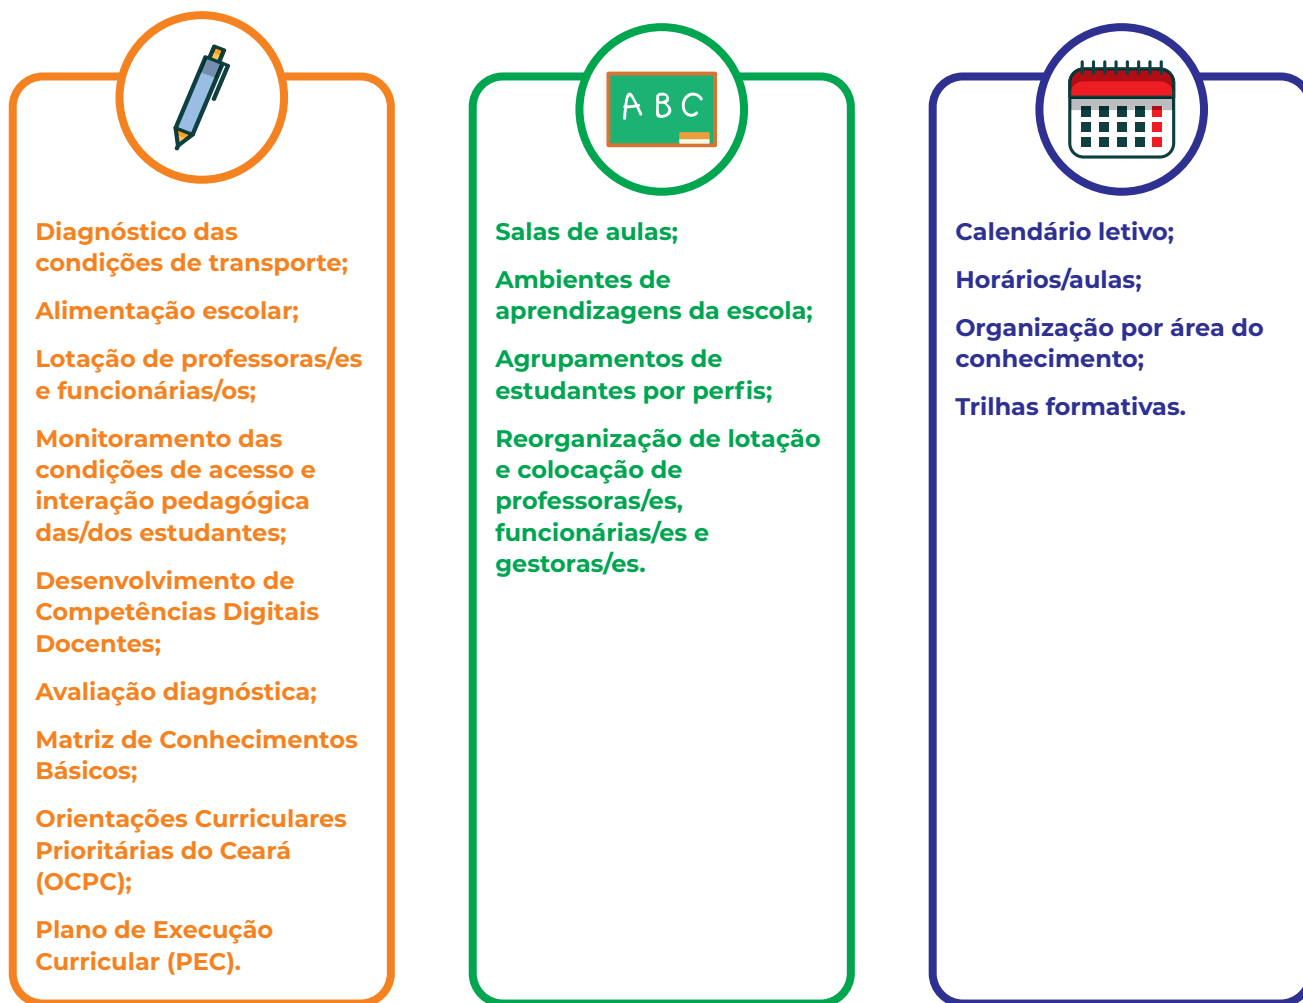 Diagnóstico das
condições de transporte;
Alimentação escolar;
Lotação de professoras/es
e funcionárias/os;
Monitoramento das
condições de acesso e
interação pedagógica
das/dos estudantes;
Desenvolvimento de
Competências Digitais
Docentes;
Avaliação diagnóstica;
Matriz de Conhecimentos
Básicos;
Orientações Curriculares
Prioritárias do Ceará
(OCPC);
Plano de Execução
Curricular (PEC).
A B C
Salas de aulas;
Ambientes de
aprendizagens da escola;
Agrupamentos de
estudantes por perfis;
Reorganização de lotação
e colocação de
professoras/es,
funcionárias/es e
gestoras/es.
Calendário letivo;
Horários/aulas;
Organização por área do
conhecimento;
Trilhas formativas.